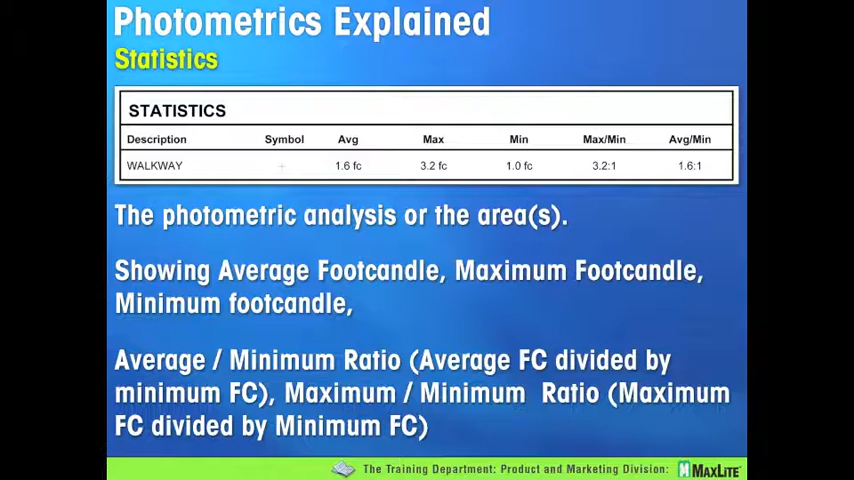 Photometrics Explained
Statistics
STATISTICS
Description Symbol Avg Max Min Max/Min Avg/Min
WALKWAY + 1.6 fc 3.2 fc 1.0 fc 3.2:1 1.6:1
The photometric analysis or the area(s).
Showing Average Footcandle, Maximum Footcandle,
Minimum footcandle,
Average / Minimum Ratio (Average FC divided by
minimum FC), Maximum / Minimum Ratio (Maximum
FC divided by Minimum FC)
The Training Department: Product and Marketing Division: MAXLITE